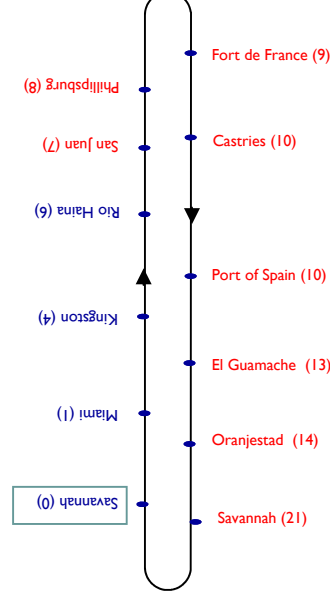 Fort de France (9)
Phillipsburg (8)
Castries (10)
San Juan (7)
Rio Haina (6)
Port of Spain (10)
Kingston (4)
El Guamache (13)
Miami (1)
Oranjestad (14)
Savannah (0)
Savannah (21)